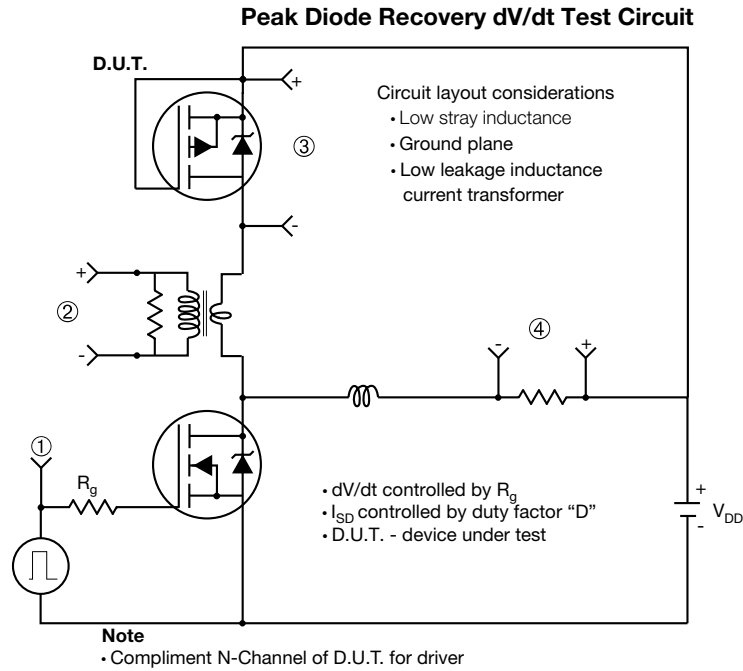 Peak Diode Recovery dV/dt Test Circuit
D.U.T.
+
Circuit layout considerations
• Low stray inductance
③
• Ground plane
• Low leakage inductance
current transformer
-
+
②
-
④
-
+
①
Rg
• dV/dt controlled by Rg
• ISD controlled by duty factor “D”
• D.U.T. - device under test
+
VDD
-
Note
• Compliment N-Channel of D.U.T. for driver